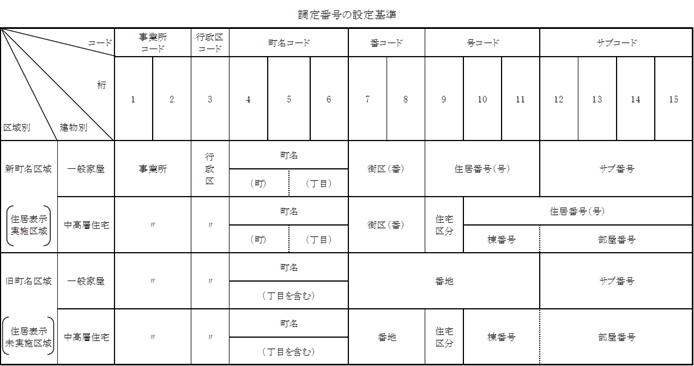 調定番号の設定基準
コード 事業所コード 行政区コード 町名コード 番コード 号コード サブコード
桁 1 2 3 4 5 6 7 8 9 10 11 12 13 14 15
区域別 建物別
新町名区域 一般家屋 事業所 行政区 町名 街区(番) 住居番号(号) サブ番号
(町) (丁目)
住居表示実施区域 中高層住宅 〃 〃 町名 街区(番) 住宅区分 住居番号(号)
(町) (丁目) 棟番号 部屋番号
旧町名区域 一般家屋 〃 〃 町名 番地 サブ番号
(丁目を含む)
住居表示未実施区域 中高層住宅 〃 〃 町名 番地 住宅区分 棟番号 部屋番号
(丁目を含む)